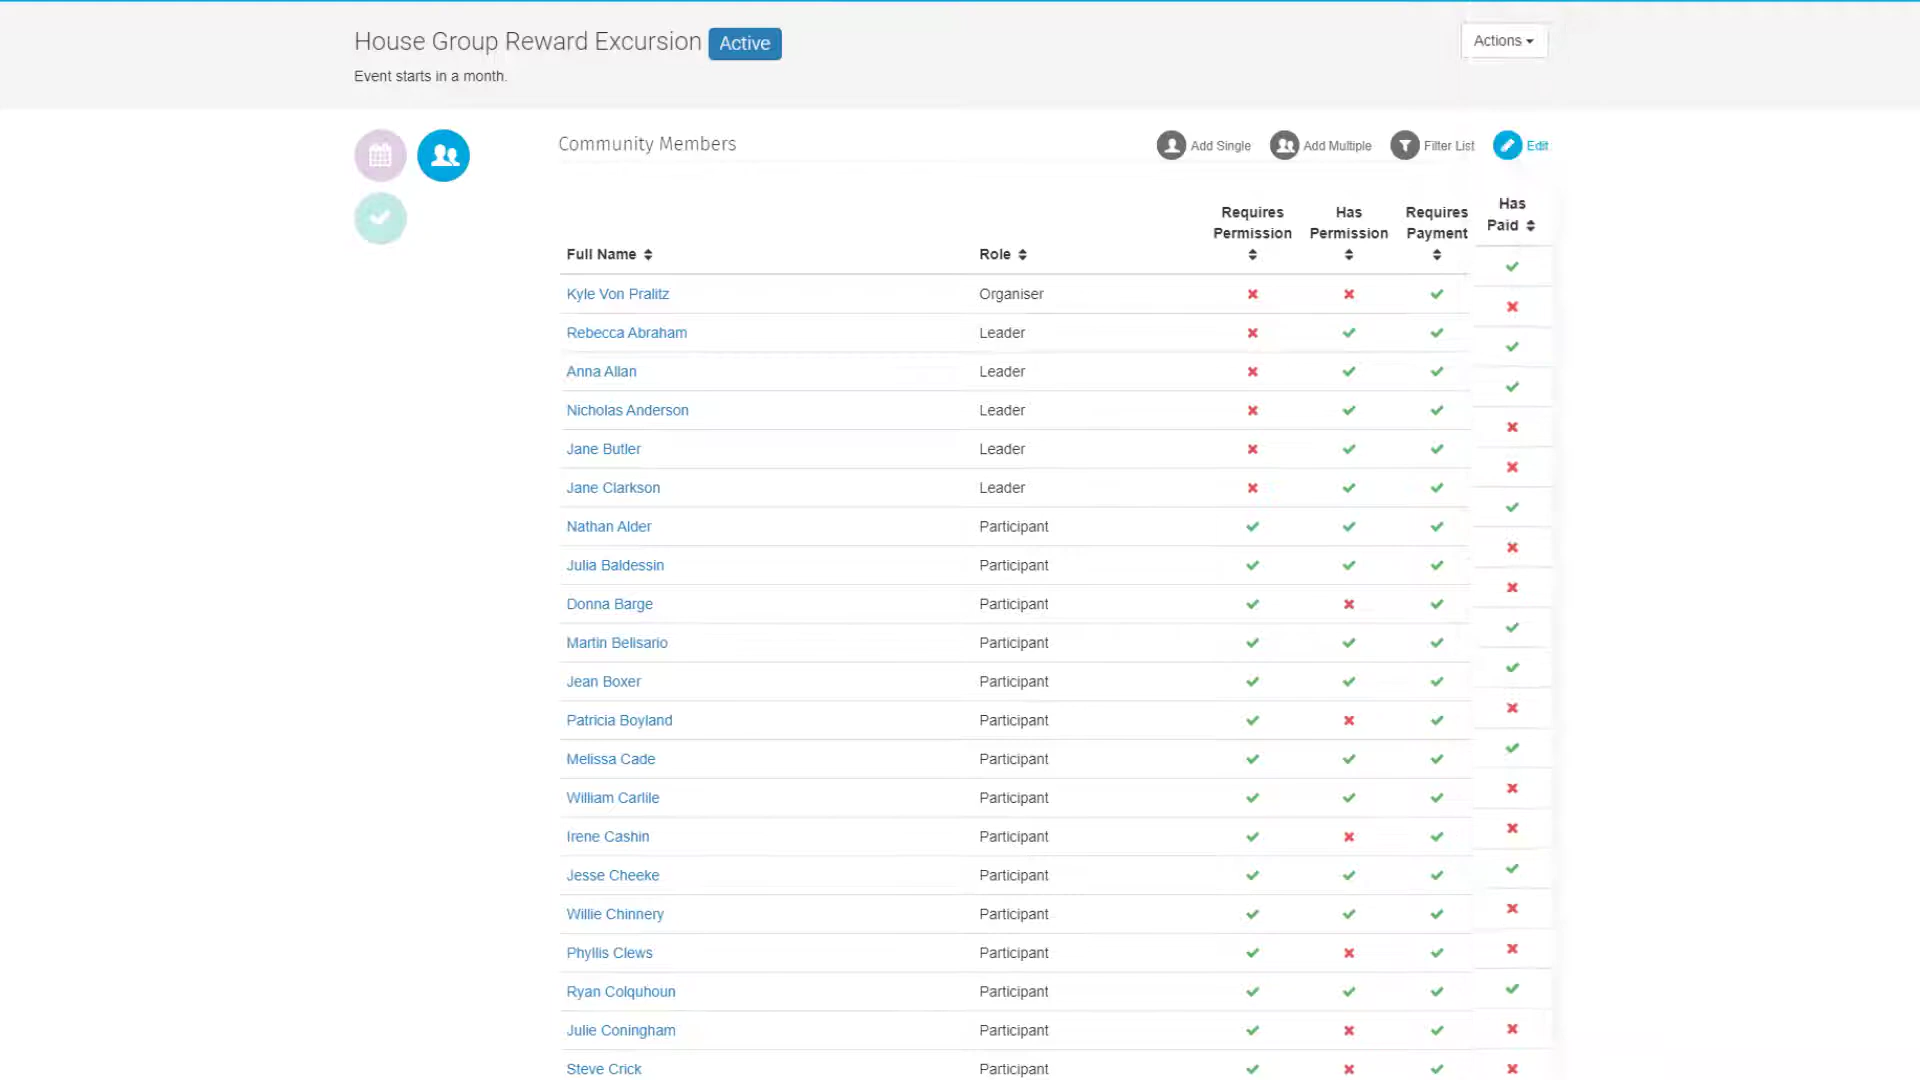 House Group Reward Excursion Active
Actions
Event starts in a month.
Community Members
Add Single Add Multiple Filter List Edit
Full Name Role Requires Permission Has Permission Requires Payment Has Paid
Kyle Von Pralitz Organiser
Rebecca Abraham Leader
Anna Allan Leader
Nicholas Anderson Leader
Jane Butler Leader
Jane Clarkson Leader
Nathan Alder Participant
Julia Baldessin Participant
Donna Barge Participant
Martin Belisario Participant
Jean Boxer Participant
Patricia Boyland Participant
Melissa Cade Participant
William Carlile Participant
Irene Cashin Participant
Jesse Cheeke Participant
Willie Chinnery Participant
Phyllis Clews Participant
Ryan Colquhoun Participant
Julie Coningham Participant
Steve Crick Participant